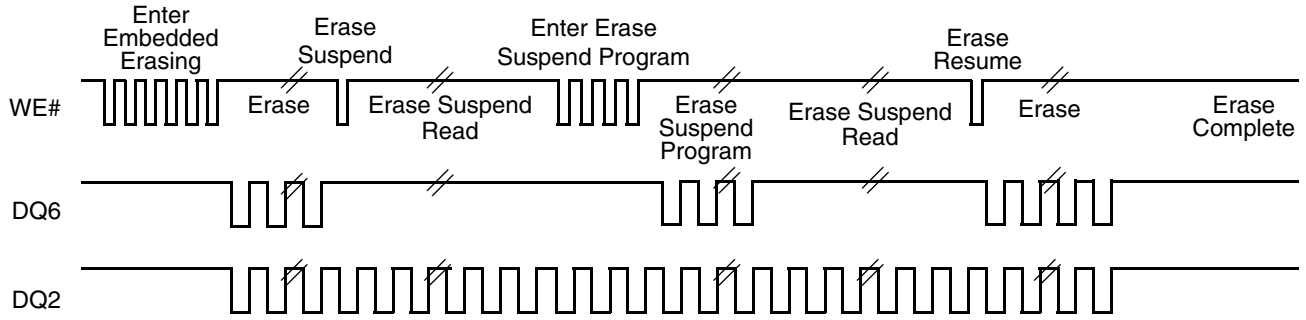 Enter
Embedded
Erasing
Erase
Suspend
Enter Erase
Suspend Program
Erase
Resume
WE#
Erase
Erase Suspend
Read
Erase
Suspend
Program
Erase Suspend
Read
Erase
Erase
Complete
DQ6
DQ2